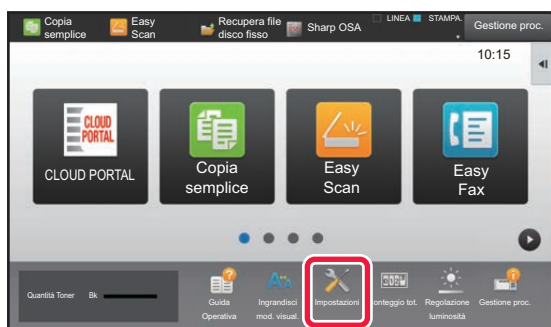 Copia
semplice
Easy
Scan
Recupera file
disco fisso
Sharp OSA
LINEA
STAMPA.
Gestione proc.
10:15
CLOUD
PORTAL
CLOUD PORTAL
Copia
semplice
Easy
Scan
Easy
Fax
Quantità Toner
Bk
Guida
Operativa
Ingrandisci
mod. visual.
Impostazioni
onteggio tot.
Regolazione
luminosità
Gestione proc.